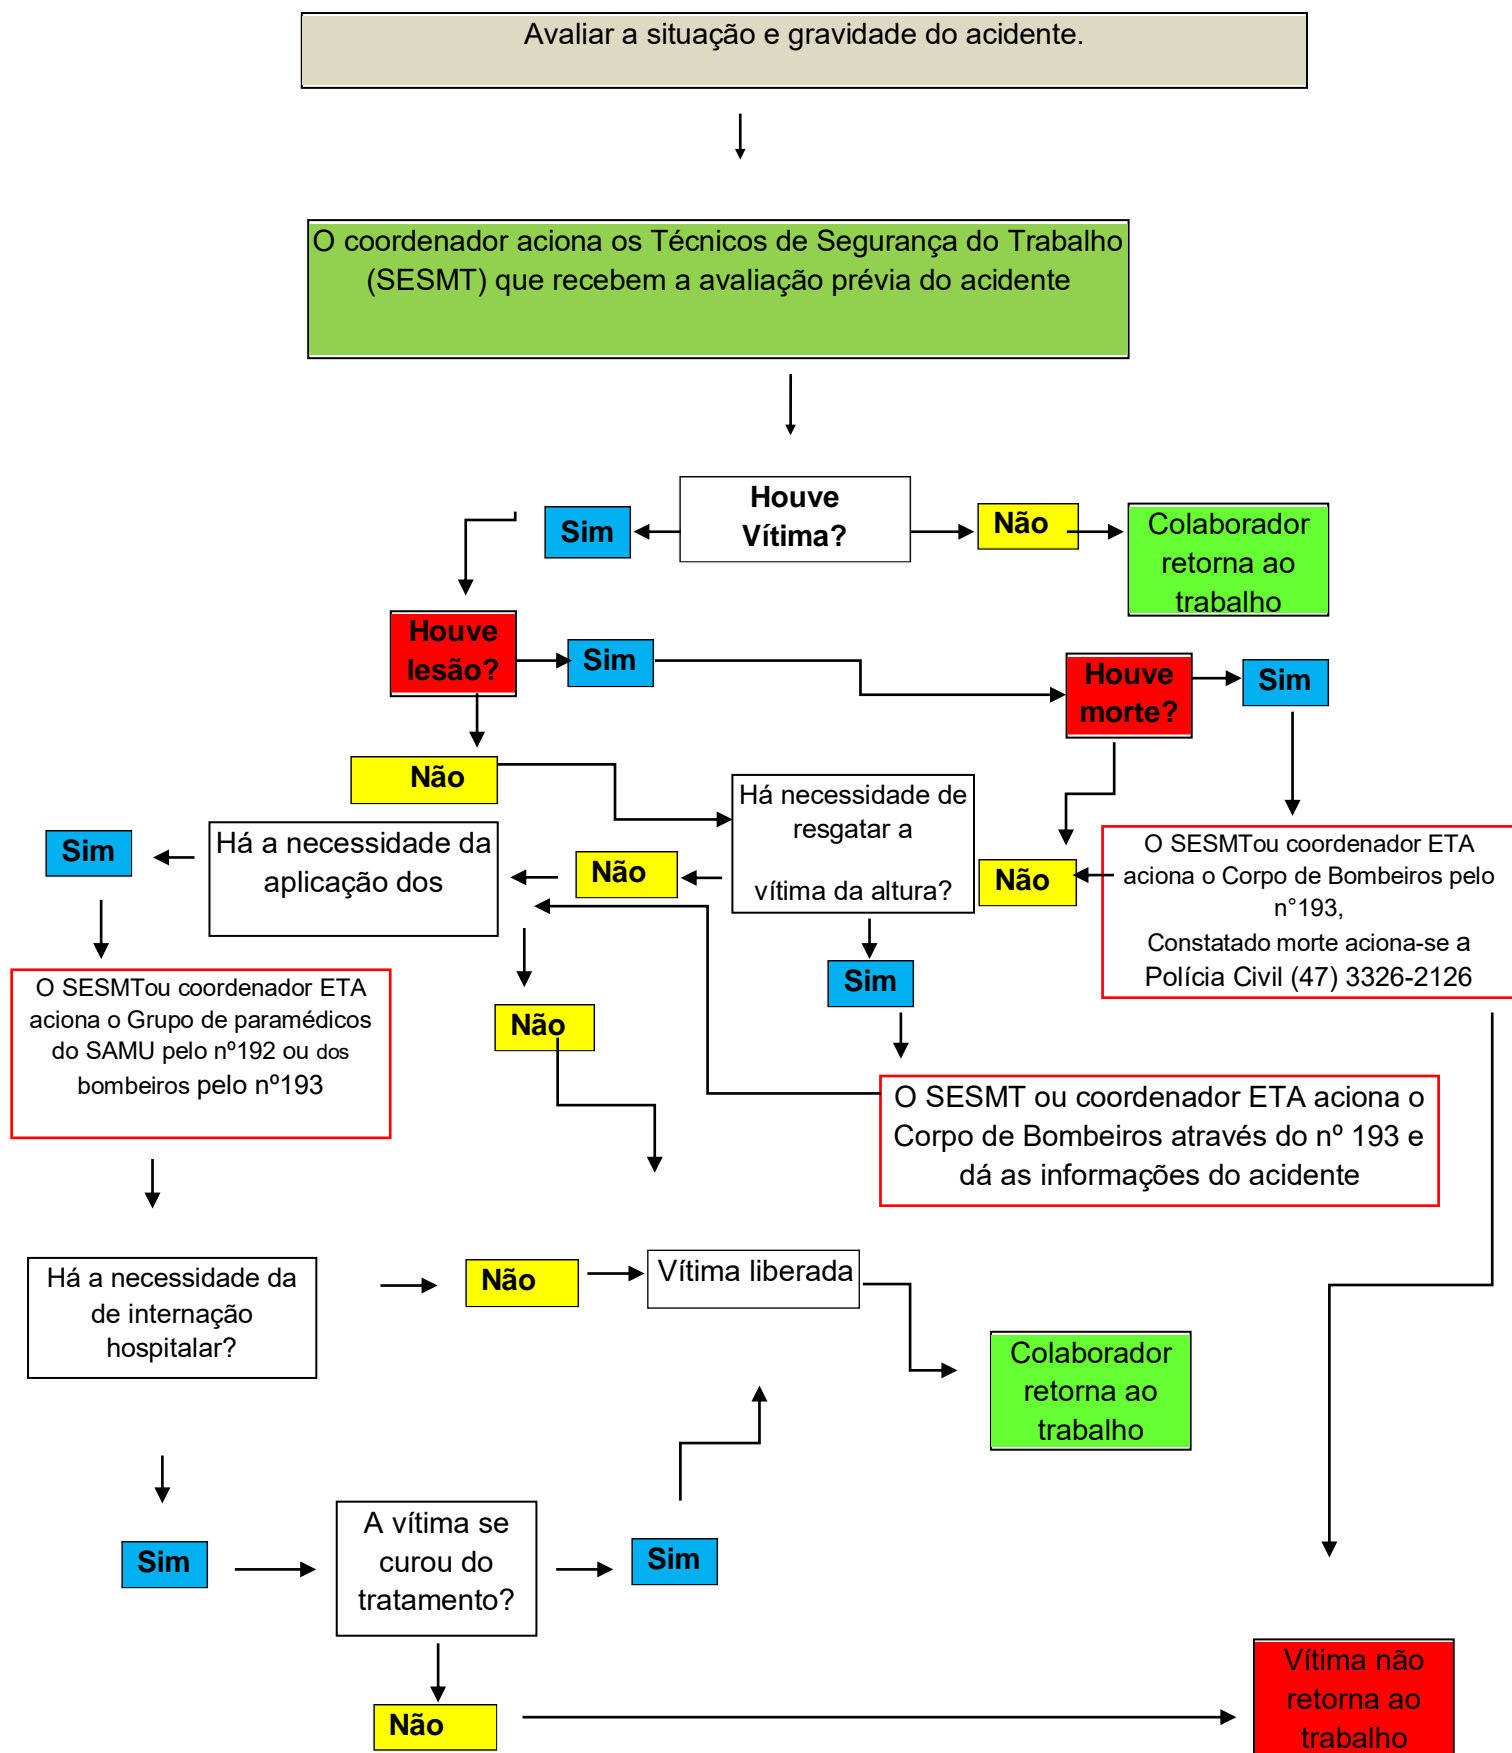 Avaliar a situação e gravidade do acidente.
O coordenador aciona os Técnicos de Segurança do Trabalho
(SESMT) que recebem a avaliação prévia do acidente
Houve
Vítima?
Sim
Não
Colaborador
retorna ao
trabalho
Houve
lesão?
Sim
Houve
morte?
Sim
Não
Há necessidade de
resgatar a
vítima da altura?
Sim
Há a necessidade da
aplicação dos
Não
Não
O SESMTou coordenador ETA
aciona o Corpo de Bombeiros pelo
n°193,
Constatado morte aciona-se a
Polícia Civil (47) 3326-2126
Sim
O SESMTou coordenador ETA
aciona o Grupo de paramédicos
do SAMU pelo nº192 ou dos
bombeiros pelo nº193
Não
O SESMT ou coordenador ETA aciona o
Corpo de Bombeiros através do nº 193 e
dá as informações do acidente
Há a necessidade da
de internação
hospitalar?
Não
Vítima liberada
Colaborador
retorna ao
trabalho
Sim
A vítima se
curou do
tratamento?
Sim
Não
Vítima não
retorna ao
trabalho